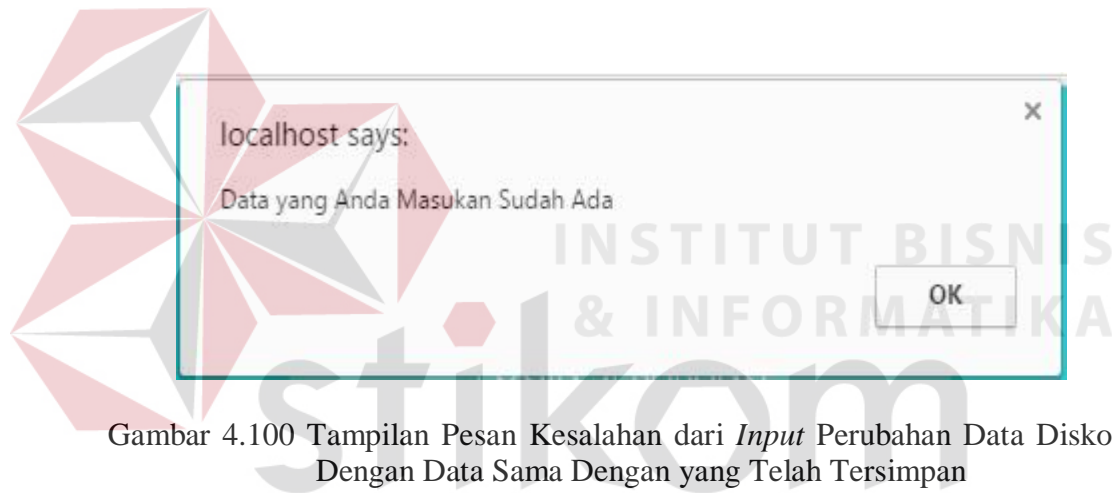 localhost says:
×
Data yang Anda Masukan Sudah Ada
INSTITUT BISNIS
OK
& INFORMATIKA
stikom
Gambar 4.100 Tampilan Pesan Kesalahan dari Input Perubahan Data Disko
Dengan Data Sama Dengan yang Telah Tersimpan